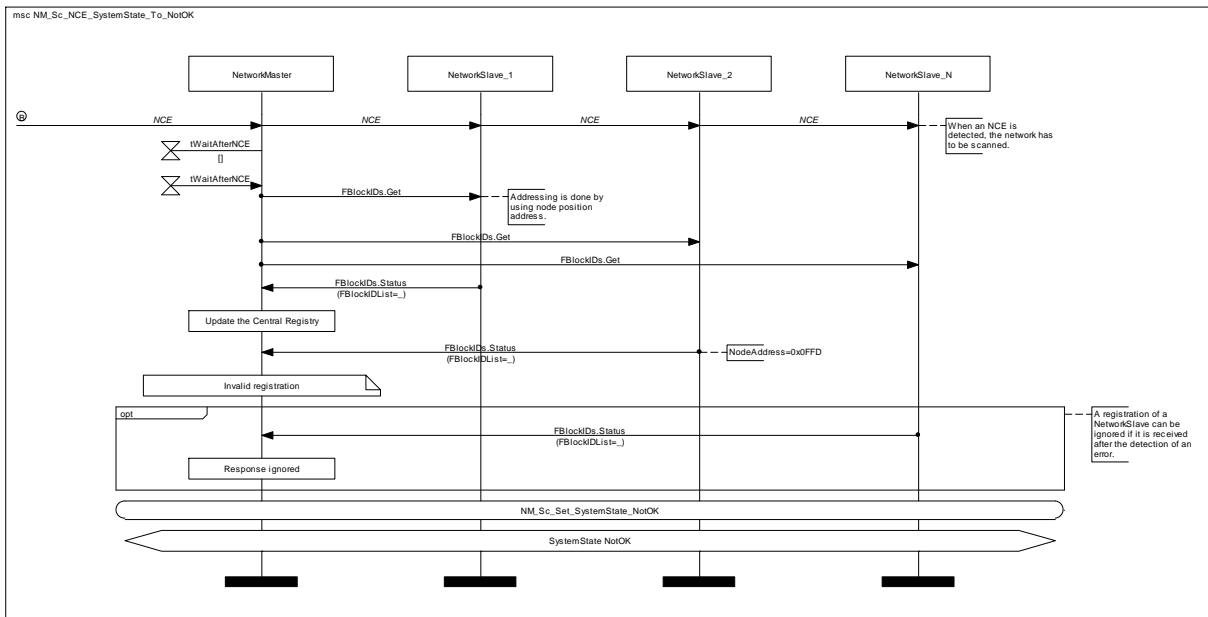 msc NM_Sc_NCE_SystemState_To_NotOK
NetworkMaster
NetworkSlave_1
NetworkSlave_2
NetworkSlave_N
B
NCE
NCE
NCE
NCE
When an NCE is
detected, the network has
to be scanned.
tWaitAfterNCE
[]
tWaitAfterNCE
FBlockIDs.Get
Addressing is done by
using node position
address.
FBlockIDs.Get
FBlockIDs.Get
FBlockIDs.Status
(FBlockIDList=_)
Update the Central Registry
FBlockIDs.Status
(FBlockIDList=_)
NodeAddress=0x0FFD
Invalid registration
opt
A registration of a
NetworkSlave can be
ignored if it is received
after the detection of an
error.
FBlockIDs.Status
(FBlockIDList=_)
Response ignored
NM_Sc_Set_SystemState_NotOK
SystemState NotOK